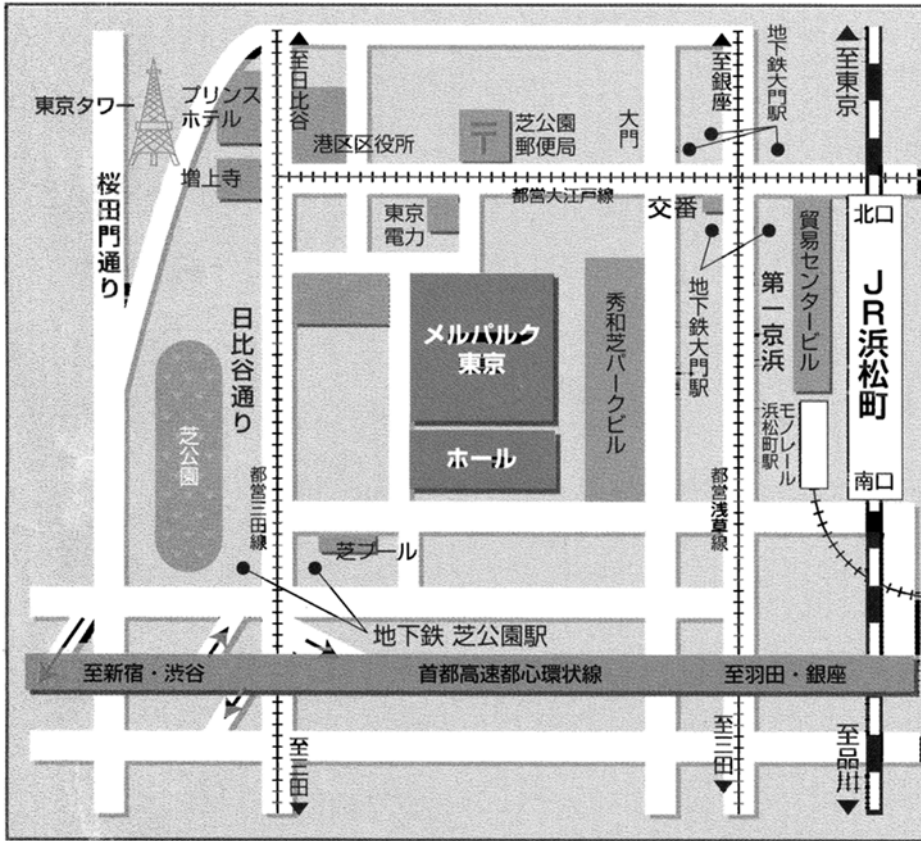 至日比谷
至銀座
地下鉄大門駅
至東京
東京タワー
プリンス
ホテル
港区区役所
芝公園
郵便局
大門
増上寺
都営大江戸線
桜田門通り
東京
電力
交番
北口
貿易センタービル
地下鉄大門駅
第一京浜
JR浜松町
メルパルク
東京
秀和芝パークビル
日比谷通り
芝公園
ホール
モノレール
浜松町駅
南口
都営三田線
都営浅草線
芝プール
地下鉄 芝公園駅
至新宿・渋谷
首都高速都心環状線
至羽田・銀座
至三田
至三田
至品川